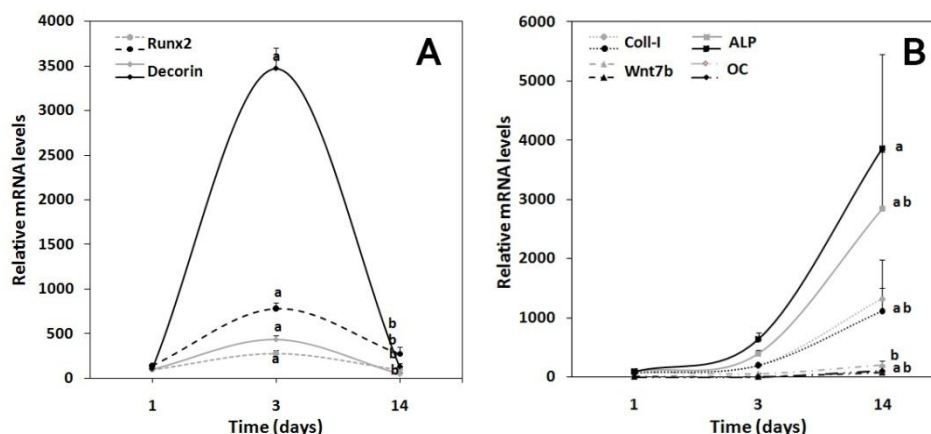 A
4000
3500
3000
2500
2000
1500
1000
500
0
Relative mRNA levels
Runx2
Decorin
a
a
a
a
b
b
b
b
1 3 14
Time (days)
B
6000
5000
4000
3000
2000
1000
0
Relative mRNA levels
Coll-I ALP
Wnt7b OC
a
a b
a b
b
a b
1 3 14
Time (days)